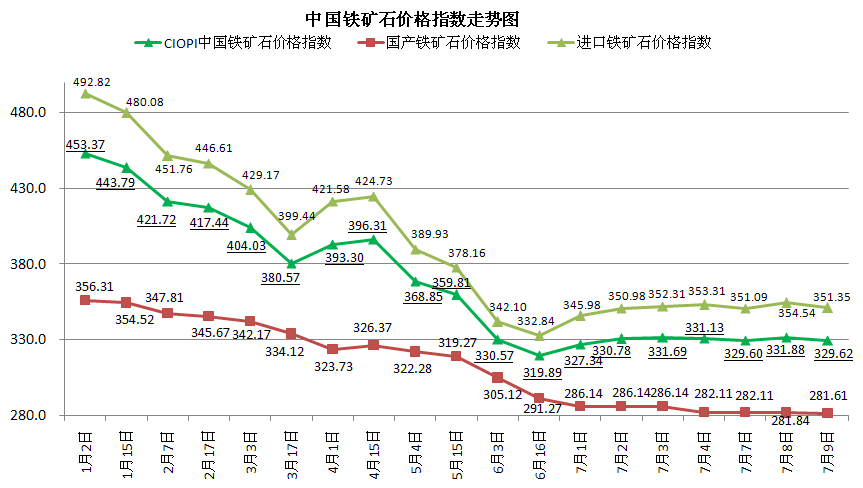 中国铁矿石价格指数走势图
CIOPI中国铁矿石价格指数 国产铁矿石价格指数 进口铁矿石价格指数
480.0
430.0
380.0
330.0
280.0
492.82 480.08 451.76 446.61 429.17 399.44 421.58 424.73 389.93 378.16 342.10 332.84 345.98 350.98 352.31 353.31 351.09 354.54 351.35
453.37 443.79 421.72 417.44 404.03 380.57 393.30 396.31 368.85 359.81 330.57 319.89 327.34 330.78 331.69 331.13 329.60 331.88 329.62
356.31 354.52 347.81 345.67 342.17 334.12 323.73 326.37 322.28 319.27 305.12 291.27 286.14 286.14 286.14 282.11 282.11 281.84 281.61
1月2日 1月15日 2月7日 2月17日 3月3日 3月17日 4月1日 4月15日 5月4日 5月15日 6月3日 6月16日 7月1日 7月2日 7月3日 7月4日 7月7日 7月8日 7月9日